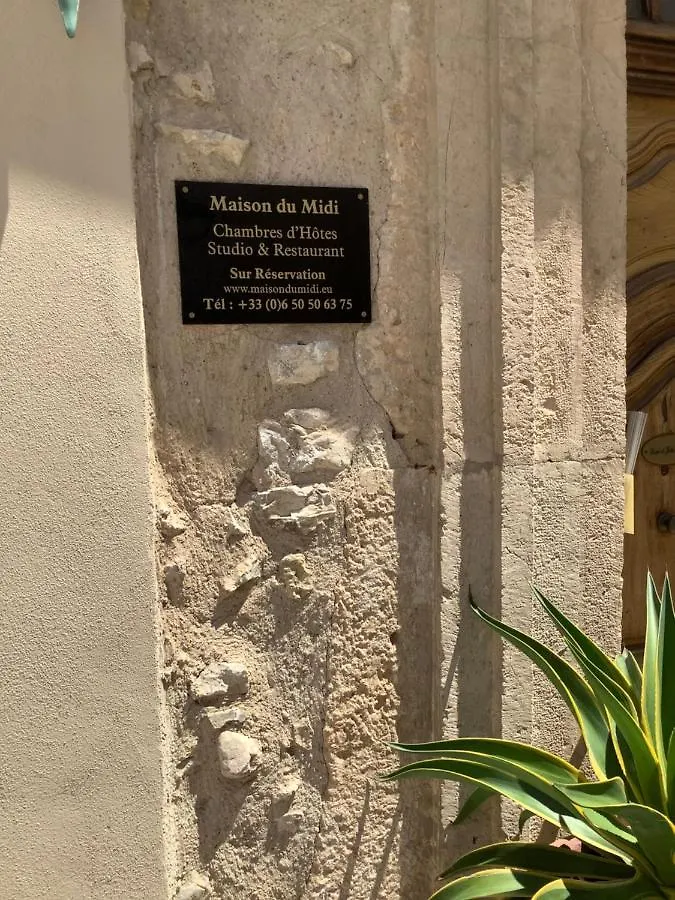 Maison du Midi
Chambres d'Hôtes
Studio & Restaurant
Sur Réservation
www.maisondumidi.eu
Tél : +33 (0)6 50 50 63 75